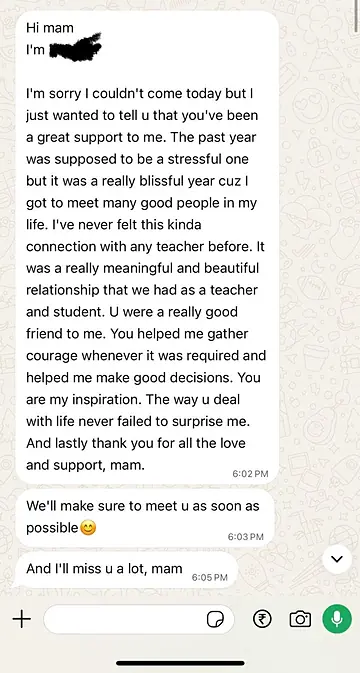 Hi mam
I'm
I'm sorry I couldn't come today but I
just wanted to tell u that you've been
a great support to me. The past year
was supposed to be a stressful one
but it was a really blissful year cuz I
got to meet many good people in my
life. I've never felt this kinda
connection with any teacher before. It
was a really meaningful and beautiful
relationship that we had as a teacher
and student. U were a really good
friend to me. You helped me gather
courage whenever it was required and
helped me make good decisions. You
are my inspiration. The way u deal
with life never failed to surprise me.
And lastly thank you for all the love
and support, mam.
6:02 PM
We'll make sure to meet u as soon as
possible😊
6:03 PM
And I'll miss u a lot, mam
6:05 PM
₹